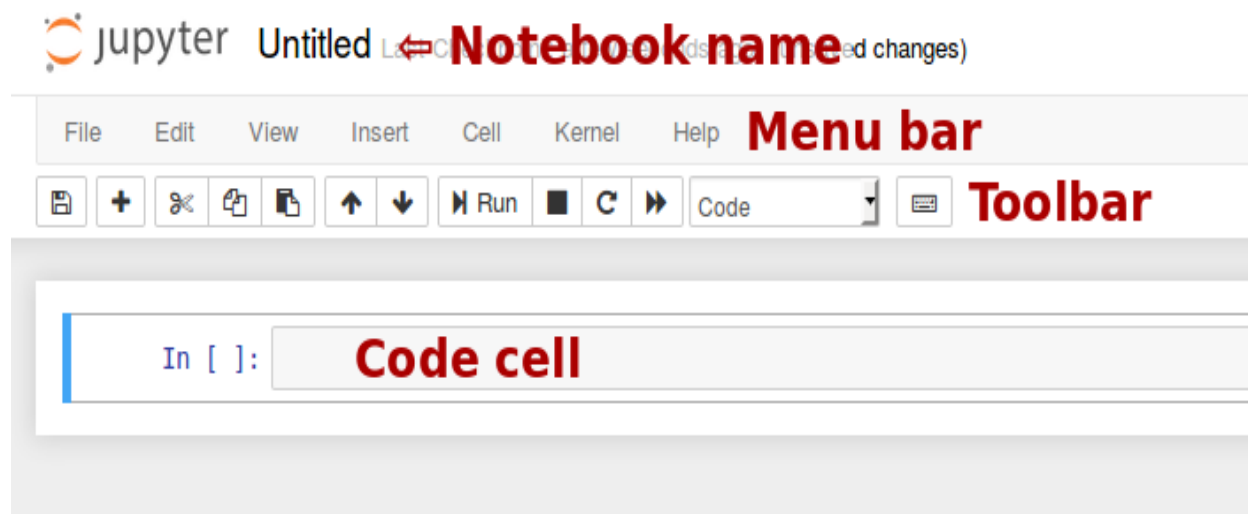 jupyter Untitled ⇐ Notebook name ed changes)
File Edit View Insert Cell Kernel Help Menu bar
Run Code Toolbar
In [ ]: Code cell